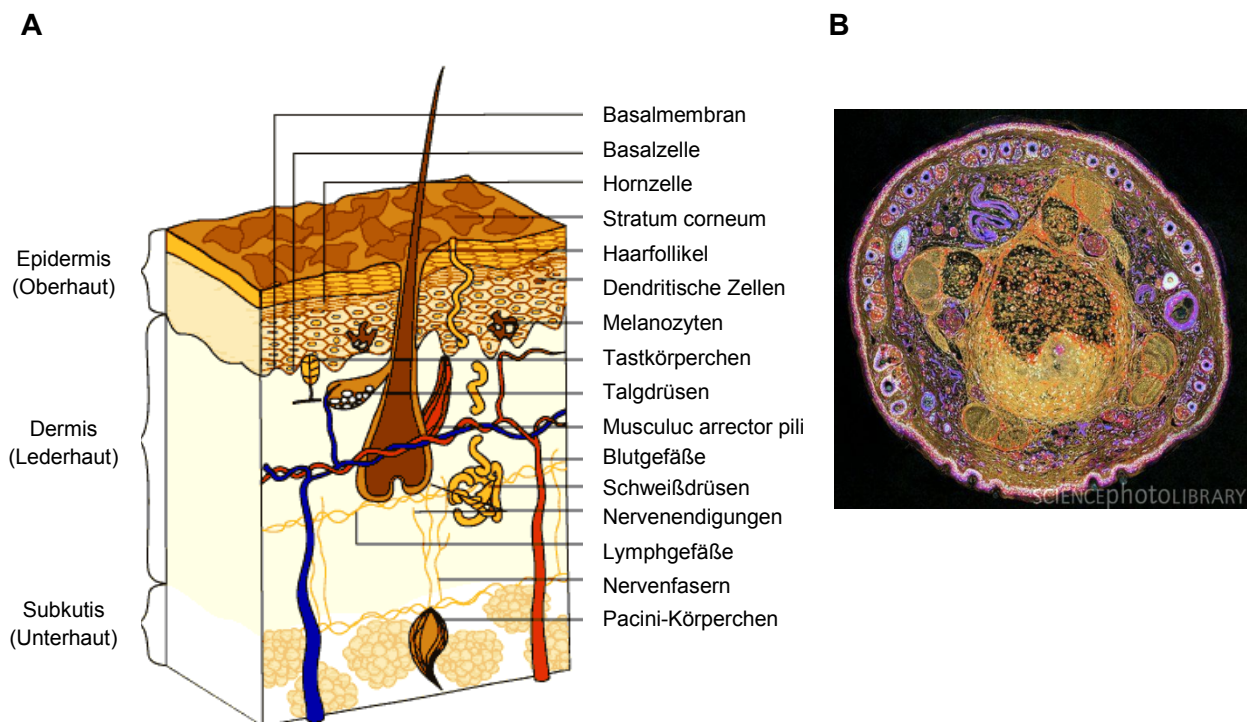 A
B
Basalmembran
Basalzelle
Hornzelle
Stratum corneum
Haarfollikel
Dendritische Zellen
Melanozyten
Tastkörperchen
Talgdrüsen
Musculuc arrector pili
Blutgefäße
Schweißdrüsen
Nervenendigungen
Lymphgefäße
Nervenfasern
Pacini-Körperchen
Epidermis
(Oberhaut)
Dermis
(Lederhaut)
Subkutis
(Unterhaut)
SCIENCEphotoLIBRARY